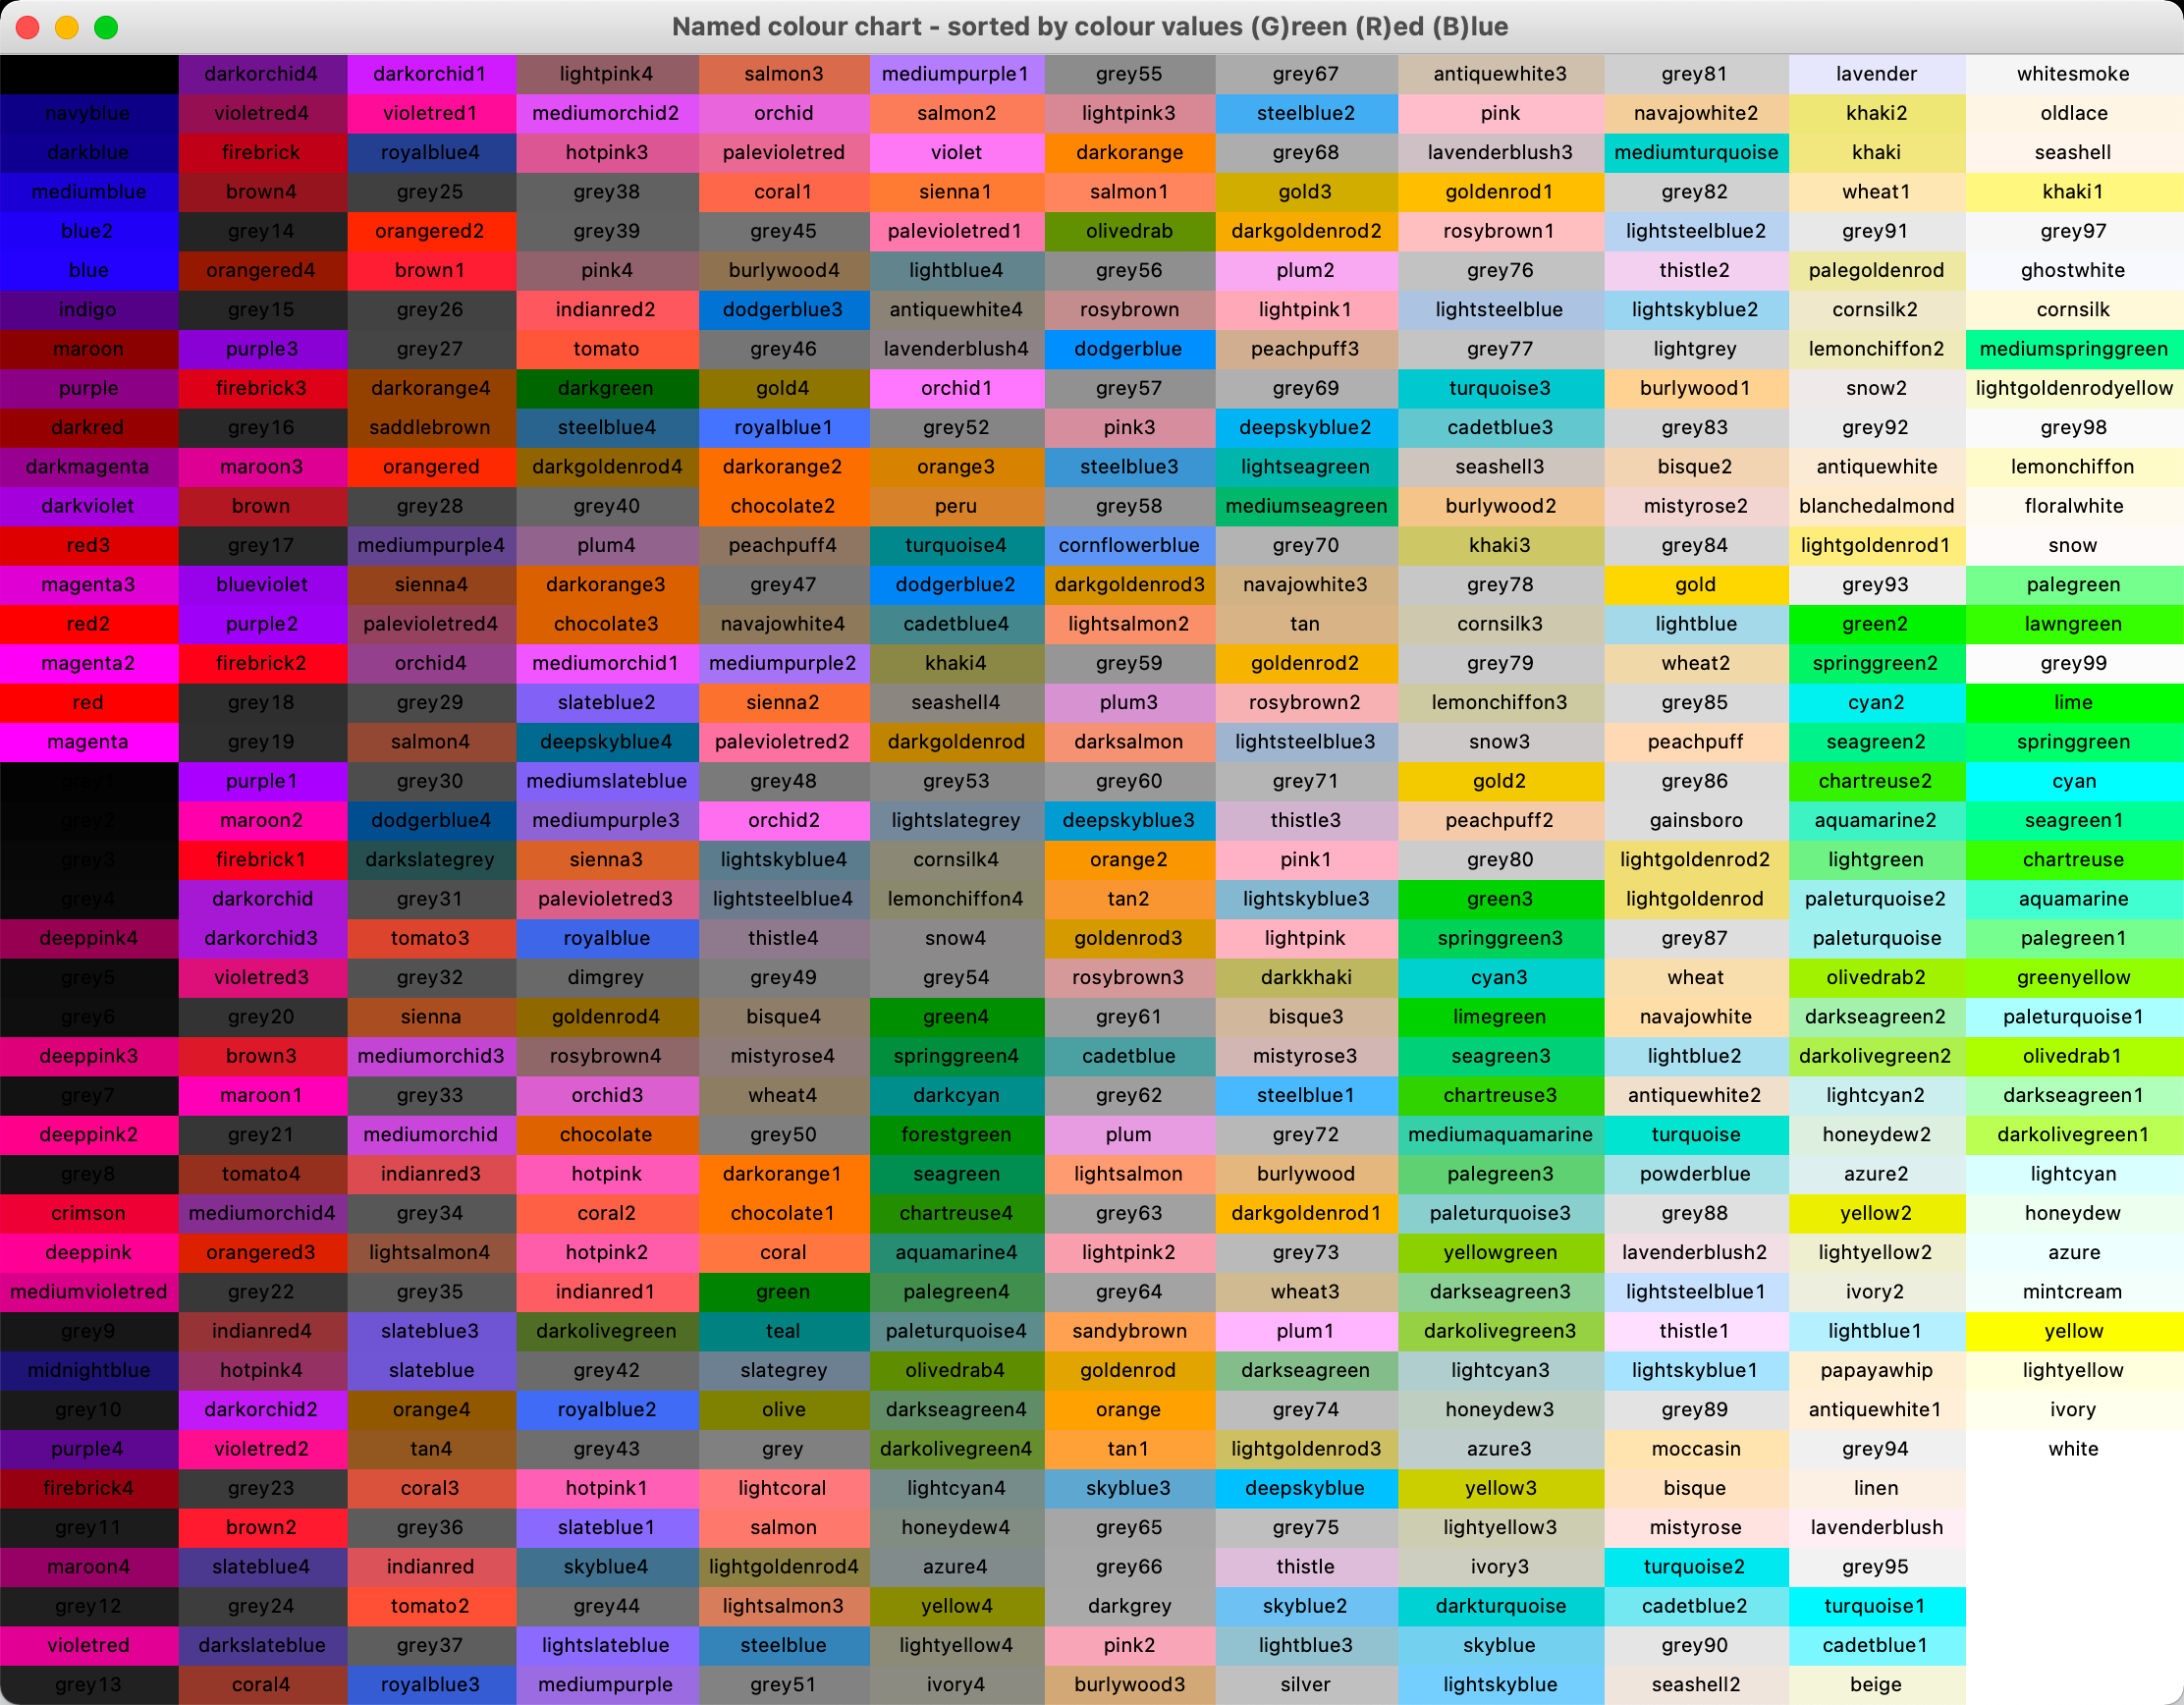 Named colour chart - sorted by colour values (G)reen (R)ed (B)lue
darkorchid4 darkorchid1 lightpink4 salmon3 mediumpurple1 grey55 grey67 antiquewhite3 grey81 lavender whitesmoke
navyblue violetred4 violetred1 mediumorchid2 orchid salmon2 lightpink3 steelblue2 pink navajowhite2 khaki2 oldlace
darkblue firebrick royalblue4 hotpink3 palevioletred violet darkorange grey68 lavenderblush3 mediumturquoise khaki seashell
mediumblue brown4 grey25 grey38 coral1 sienna1 salmon1 gold3 goldenrod1 grey82 wheat1 khaki1
blue2 grey14 orangered2 grey39 grey45 palevioletred1 olivedrab darkgoldenrod2 rosybrown1 lightsteelblue2 grey91 grey97
blue orangered4 brown1 pink4 burlywood4 lightblue4 grey56 plum2 grey76 thistle2 palegoldenrod ghostwhite
indigo grey15 grey26 indianred2 dodgerblue3 antiquewhite4 rosybrown lightpink1 lightsteelblue lightskyblue2 cornsilk2 cornsilk
maroon purple3 grey27 tomato grey46 lavenderblush4 dodgerblue peachpuff3 grey77 lightgrey lemonchiffon2 mediumspringgreen
purple firebrick3 darkorange4 darkgreen gold4 orchid1 grey57 grey69 turquoise3 burlywood1 snow2 lightgoldenrodyellow
darkred grey16 saddlebrown steelblue4 royalblue1 grey52 pink3 deepskyblue2 cadetblue3 grey83 grey92 grey98
darkmagenta maroon3 orangered darkgoldenrod4 darkorange2 orange3 steelblue3 lightseagreen seashell3 bisque2 antiquewhite lemonchiffon
darkviolet brown grey28 grey40 chocolate2 peru grey58 mediumseagreen burlywood2 mistyrose2 blanchedalmond floralwhite
red3 grey17 mediumpurple4 plum4 peachpuff4 turquoise4 cornflowerblue grey70 khaki3 grey84 lightgoldenrod1 snow
magenta3 blueviolet sienna4 darkorange3 grey47 dodgerblue2 darkgoldenrod3 navajowhite3 grey78 gold grey93 palegreen
red2 purple2 palevioletred4 chocolate3 navajowhite4 cadetblue4 lightsalmon2 tan cornsilk3 lightblue green2 lawngreen
magenta2 firebrick2 orchid4 mediumorchid1 mediumpurple2 khaki4 grey59 goldenrod2 grey79 wheat2 springgreen2 grey99
red grey18 grey29 slateblue2 sienna2 seashell4 plum3 rosybrown2 lemonchiffon3 grey85 cyan2 lime
magenta grey19 salmon4 deepskyblue4 palevioletred2 darkgoldenrod darksalmon lightsteelblue3 snow3 peachpuff seagreen2 springgreen
grey1 purple1 grey30 mediumslateblue grey48 grey53 grey60 grey71 gold2 grey86 chartreuse2 cyan
grey2 maroon2 dodgerblue4 mediumpurple3 orchid2 lightslategrey deepskyblue3 thistle3 peachpuff2 gainsboro aquamarine2 seagreen1
grey3 firebrick1 darkslategrey sienna3 lightskyblue4 cornsilk4 orange2 pink1 grey80 lightgoldenrod2 lightgreen chartreuse
grey4 darkorchid grey31 palevioletred3 lightsteelblue4 lemonchiffon4 tan2 lightskyblue3 green3 lightgoldenrod paleturquoise2 aquamarine
deeppink4 darkorchid3 tomato3 royalblue thistle4 snow4 goldenrod3 lightpink springgreen3 grey87 paleturquoise palegreen1
grey5 violetred3 grey32 dimgrey grey49 grey54 rosybrown3 darkkhaki cyan3 wheat olivedrab2 greenyellow
grey6 grey20 sienna goldenrod4 bisque4 green4 grey61 bisque3 limegreen navajowhite darkseagreen2 paleturquoise1
deeppink3 brown3 mediumorchid3 rosybrown4 mistyrose4 springgreen4 cadetblue mistyrose3 seagreen3 lightblue2 darkolivegreen2 olivedrab1
grey7 maroon1 grey33 orchid3 wheat4 darkcyan grey62 steelblue1 chartreuse3 antiquewhite2 lightcyan2 darkseagreen1
deeppink2 grey21 mediumorchid chocolate grey50 forestgreen plum grey72 mediumaquamarine turquoise honeydew2 darkolivegreen1
grey8 tomato4 indianred3 hotpink darkorange1 seagreen lightsalmon burlywood palegreen3 powderblue azure2 lightcyan
crimson mediumorchid4 grey34 coral2 chocolate1 chartreuse4 grey63 darkgoldenrod1 paleturquoise3 grey88 yellow2 honeydew
deeppink orangered3 lightsalmon4 hotpink2 coral aquamarine4 lightpink2 grey73 yellowgreen lavenderblush2 lightyellow2 azure
mediumvioletred grey22 grey35 indianred1 green palegreen4 grey64 wheat3 darkseagreen3 lightsteelblue1 ivory2 mintcream
grey9 indianred4 slateblue3 darkolivegreen teal paleturquoise4 sandybrown plum1 darkolivegreen3 thistle1 lightblue1 yellow
midnightblue hotpink4 slateblue grey42 slategrey olivedrab4 goldenrod darkseagreen lightcyan3 lightskyblue1 papayawhip lightyellow
grey10 darkorchid2 orange4 royalblue2 olive darkseagreen4 orange grey74 honeydew3 grey89 antiquewhite1 ivory
purple4 violetred2 tan4 grey43 grey darkolivegreen4 tan1 lightgoldenrod3 azure3 moccasin grey94 white
firebrick4 grey23 coral3 hotpink1 lightcoral lightcyan4 skyblue3 deepskyblue yellow3 bisque linen
grey11 brown2 grey36 slateblue1 salmon honeydew4 grey65 grey75 lightyellow3 mistyrose lavenderblush
maroon4 slateblue4 indianred skyblue4 lightgoldenrod4 azure4 grey66 thistle ivory3 turquoise2 grey95
grey12 grey24 tomato2 grey44 lightsalmon3 yellow4 darkgrey skyblue2 darkturquoise cadetblue2 turquoise1
violetred darkslateblue grey37 lightslateblue steelblue lightyellow4 pink2 lightblue3 skyblue grey90 cadetblue1
grey13 coral4 royalblue3 mediumpurple grey51 ivory4 burlywood3 silver lightskyblue seashell2 beige